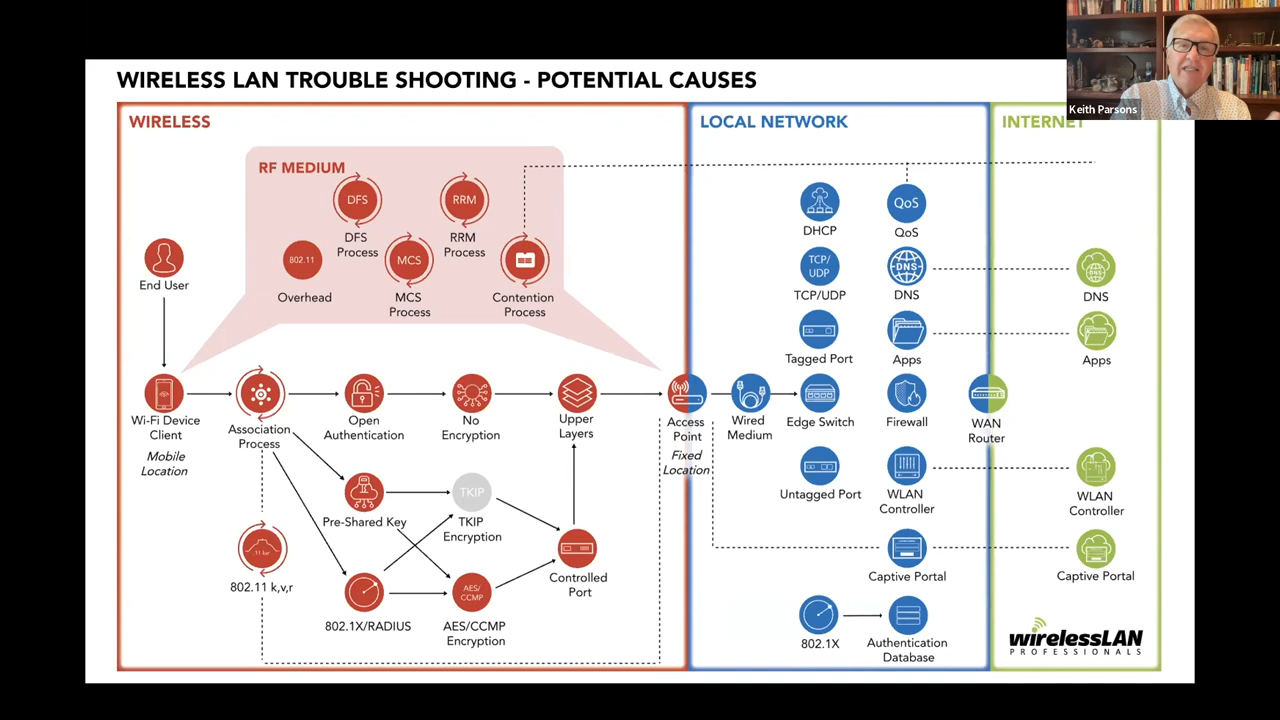 WIRELESS LAN TROUBLE SHOOTING - POTENTIAL CAUSES
Keith Parsons
WIRELESS
LOCAL NETWORK
INTERNET
RF MEDIUM
DFS
DFS
Process
RRM
RRM
Process
802.11
Overhead
MCS
MCS
Process
Contention
Process
End User
Wi-Fi Device
Client
Mobile
Location
Association
Process
Open
Authentication
No
Encryption
Upper
Layers
Access
Point
Fixed
Location
Pre-Shared Key
TKIP
TKIP
Encryption
11 kvr
802.11 k,v,r
802.1X/RADIUS
AES/
CCMP
AES/CCMP
Encryption
Controlled
Port
DHCP
QoS
QoS
TCP/
UDP
TCP/UDP
DNS
DNS
Tagged Port
Apps
Wired
Medium
Edge Switch
Firewall
WAN
Router
Untagged Port
WLAN
Controller
Captive Portal
802.1X
Authentication
Database
DNS
DNS
Apps
WLAN
Controller
Captive Portal
wirelessLAN
PROFESSIONALS